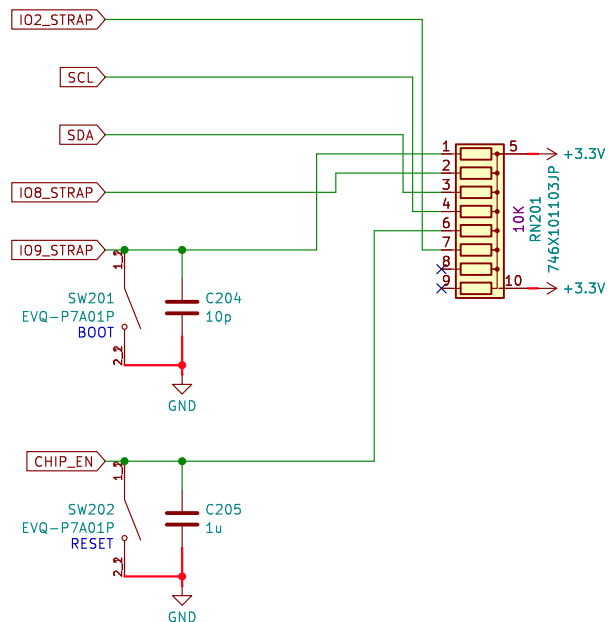 IO2_STRAP
SCL
SDA
IO8_STRAP
IO9_STRAP
1
2
3
4
6
7
8
9
5
10
+3.3V
+3.3V
10K
RN201
746X101103JP
SW201
EVQ-P7A01P
BOOT
C204
10p
GND
CHIP_EN
SW202
EVQ-P7A01P
RESET
C205
1u
GND